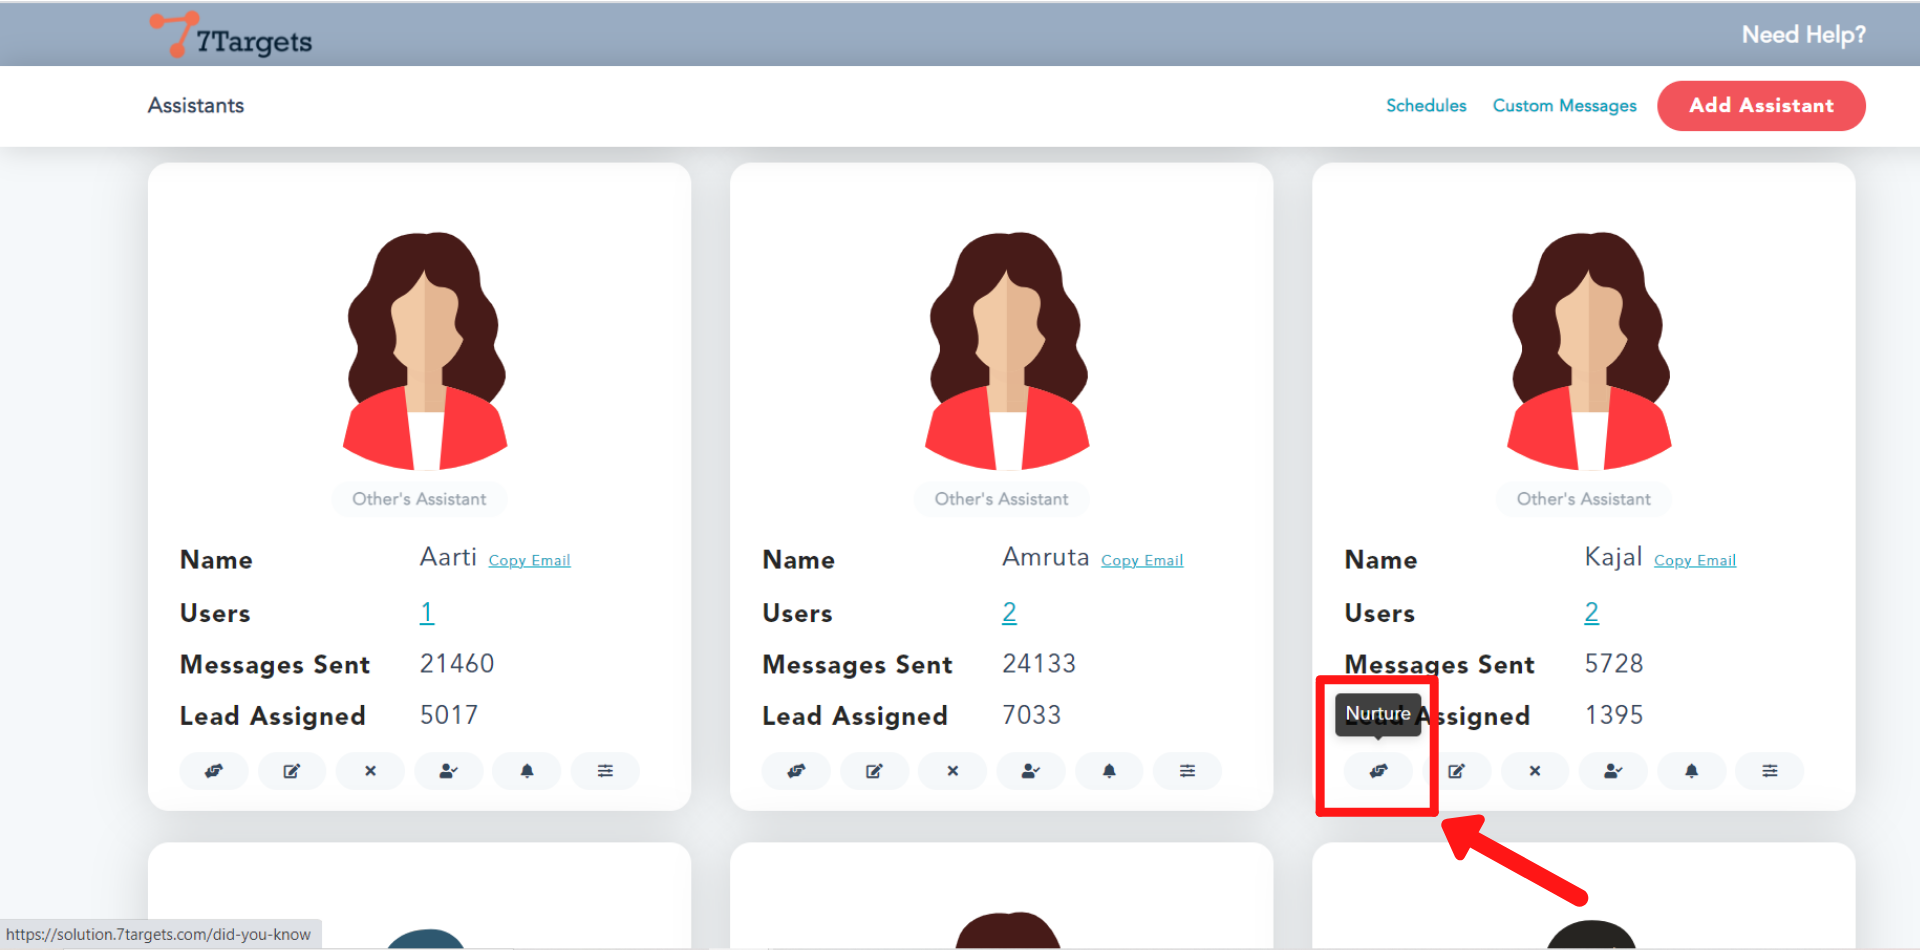 7Targets
Need Help?
Assistants
Schedules
Custom Messages
Add Assistant
Other's Assistant
Name
Aarti Copy Email
Users
1
Messages Sent
21460
Lead Assigned
5017
Other's Assistant
Name
Amruta Copy Email
Users
2
Messages Sent
24133
Lead Assigned
7033
Other's Assistant
Name
Kajal Copy Email
Users
2
Messages Sent
5728
Nurture
Lead Assigned
1395
https://solution.7targets.com/did-you-know